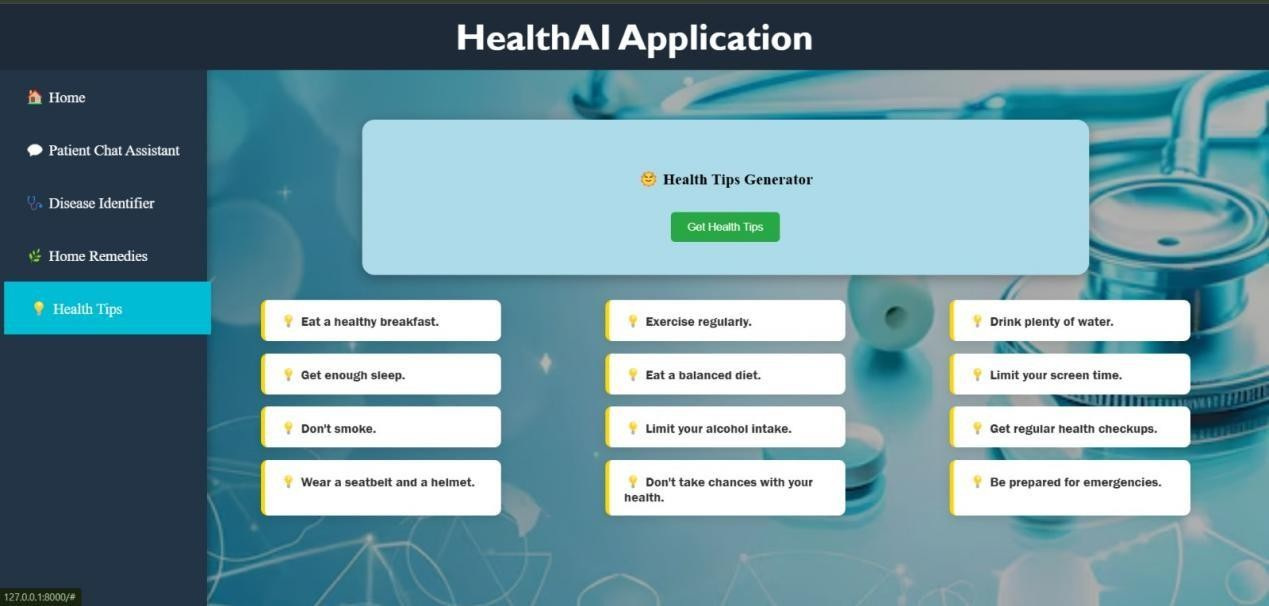 HealthAI Application
Home
Patient Chat Assistant
Disease Identifier
Home Remedies
Health Tips
Health Tips Generator
Get Health Tips
Eat a healthy breakfast.
Exercise regularly.
Drink plenty of water.
Get enough sleep.
Eat a balanced diet.
Limit your screen time.
Don't smoke.
Limit your alcohol intake.
Get regular health checkups.
Wear a seatbelt and a helmet.
Don't take chances with your
health.
Be prepared for emergencies.
127.0.0.1:8000/#